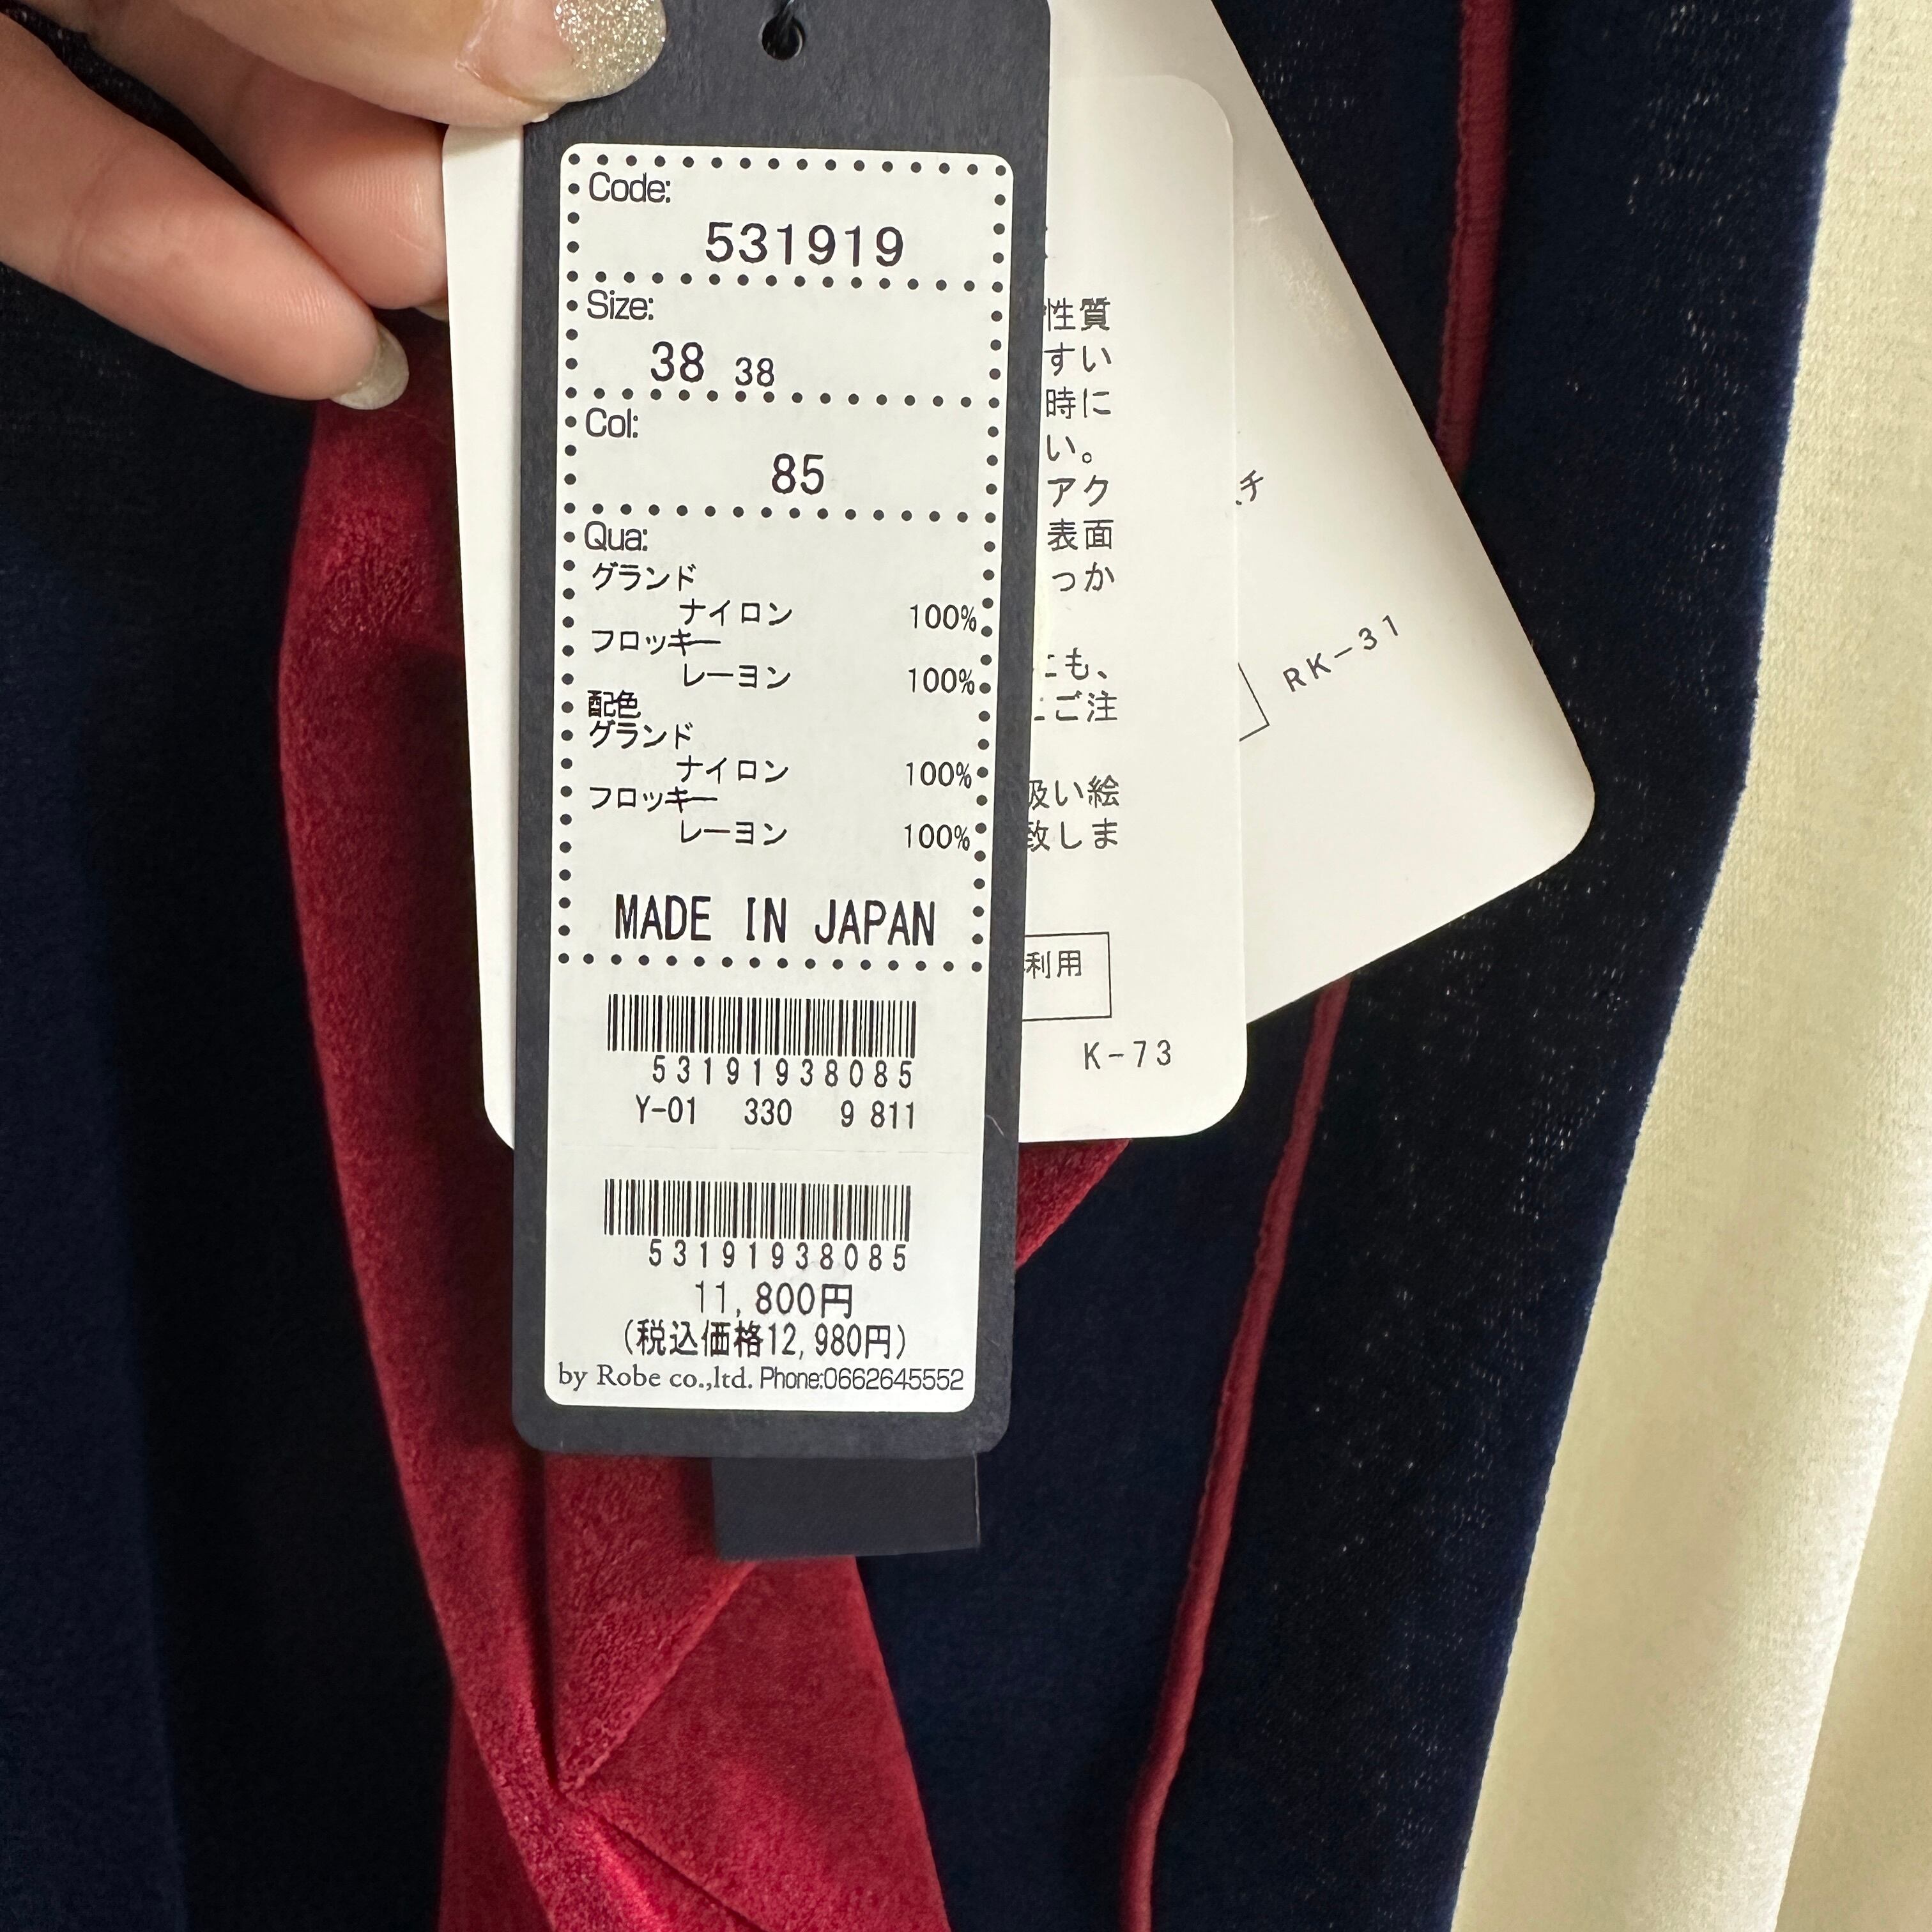 Code:
531919
Size:
38 38
Col:
85
Qua:
グランド
ナイロン 100%
フロッキー
レーヨン 100%
配色
グランド
ナイロン 100%
フロッキー
レーヨン 100%
MADE IN JAPAN
53191938085
Y-01 330 9 811
53191938085
11,800円
(税込価格12,980円)
by Robe co.,ltd. Phone:0662645552
性質
すい
時に
い。
アク
表面
っか
とも、
にご注
扱い絵
致しま
利用
K-73
チ
RK-31